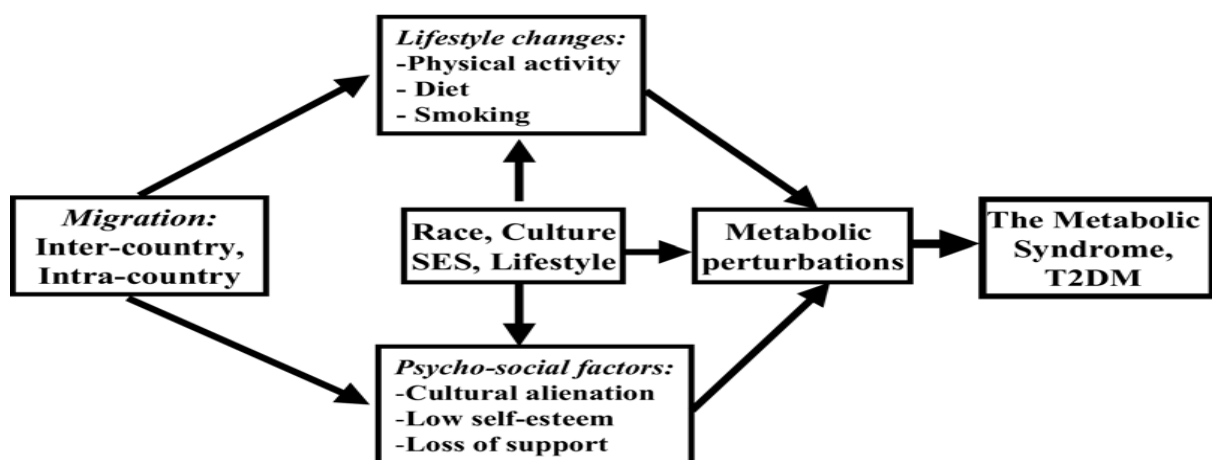 Lifestyle changes:
-Physical activity
- Diet
- Smoking
Migration:
Inter-country,
Intra-country
Race, Culture
SES, Lifestyle
Metabolic
perturbations
The Metabolic
Syndrome,
T2DM
Psycho-social factors:
-Cultural alienation
-Low self-esteem
-Loss of support